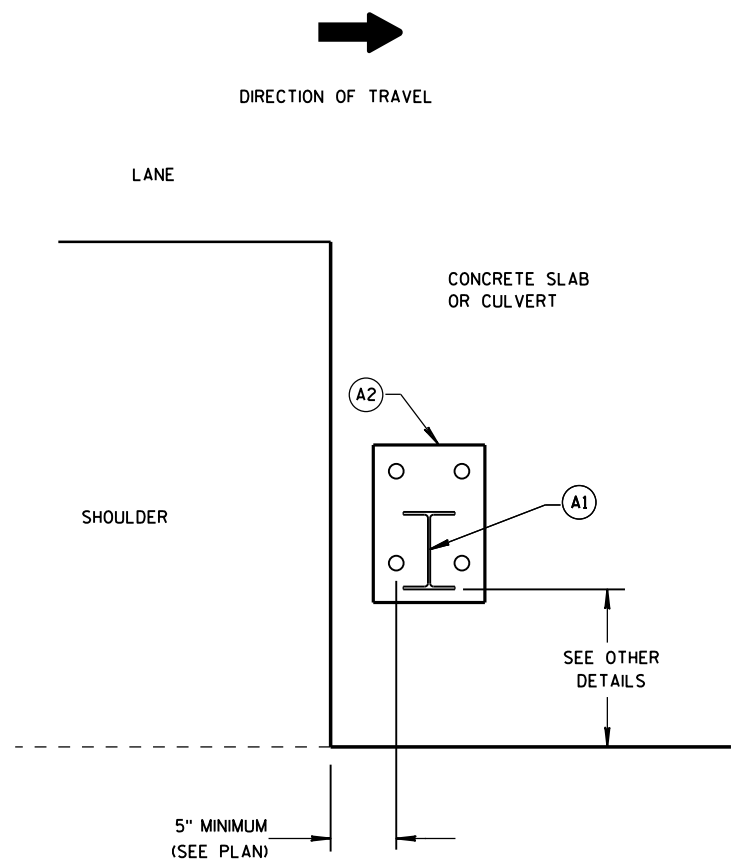 DIRECTION OF TRAVEL
LANE
CONCRETE SLAB
OR CULVERT
A2
A1
SHOULDER
SEE OTHER
DETAILS
5" MINIMUM
(SEE PLAN)